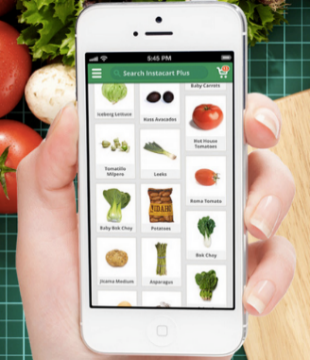 5:45 PM
Search Instacart Plus
Baby Carrots
Iceberg Lettuce
Hass Avocados
Hot House
Tomatoes
Tomatillo
Milpero
Leeks
Roma Tomato
Baby Bok Choy
IDAHO
Potatoes
Bok Choy
Jicama Medium
Asparagus